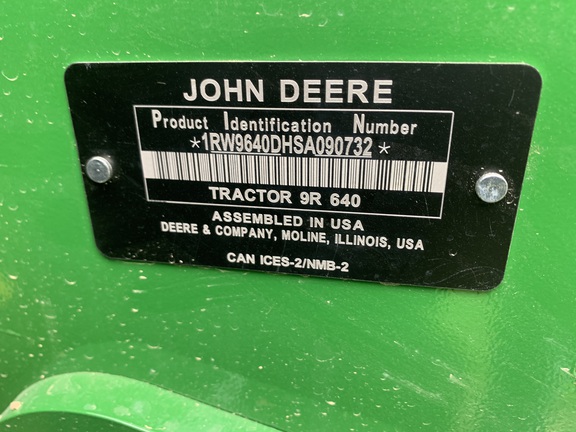 JOHN DEERE
Product Identification Number
*1RW9640DHSA090732*
TRACTOR 9R 640
ASSEMBLED IN USA
DEERE & COMPANY, MOLINE, ILLINOIS, USA
CAN ICES-2/NMB-2